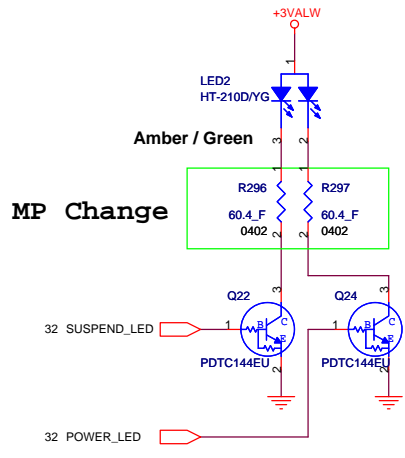 +3VALW
1
LED2
HT-210D/YG
3
2
Amber / Green
1
1
R296
R297
MP Change
60.4_F
60.4_F
0402
0402
2
2
Q22
3
Q24
3
32 SUSPEND_LED
1
B
C
E
1
B
C
E
PDTC144EU
2
PDTC144EU
2
32 POWER_LED